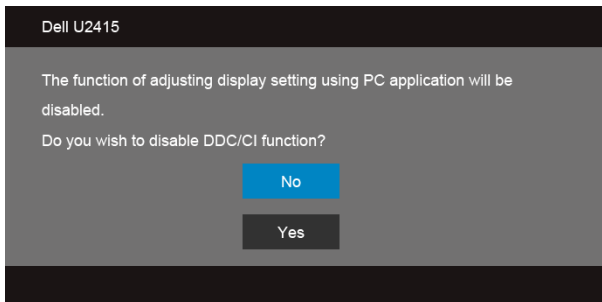 Dell U2415
The function of adjusting display setting using PC application will be
disabled.
Do you wish to disable DDC/CI function?
No
Yes